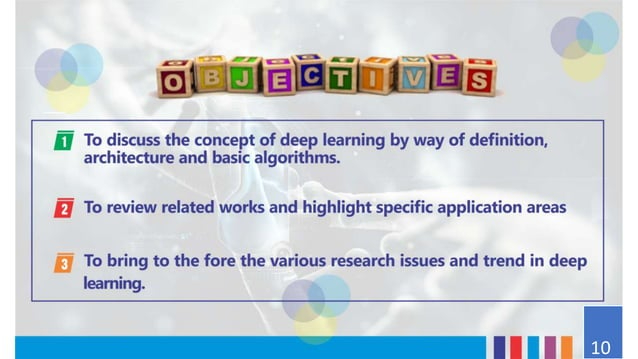 OBJECTIVES
1 To discuss the concept of deep learning by way of definition,
architecture and basic algorithms.
2 To review related works and highlight specific application areas
3 To bring to the fore the various research issues and trend in deep
learning.
10